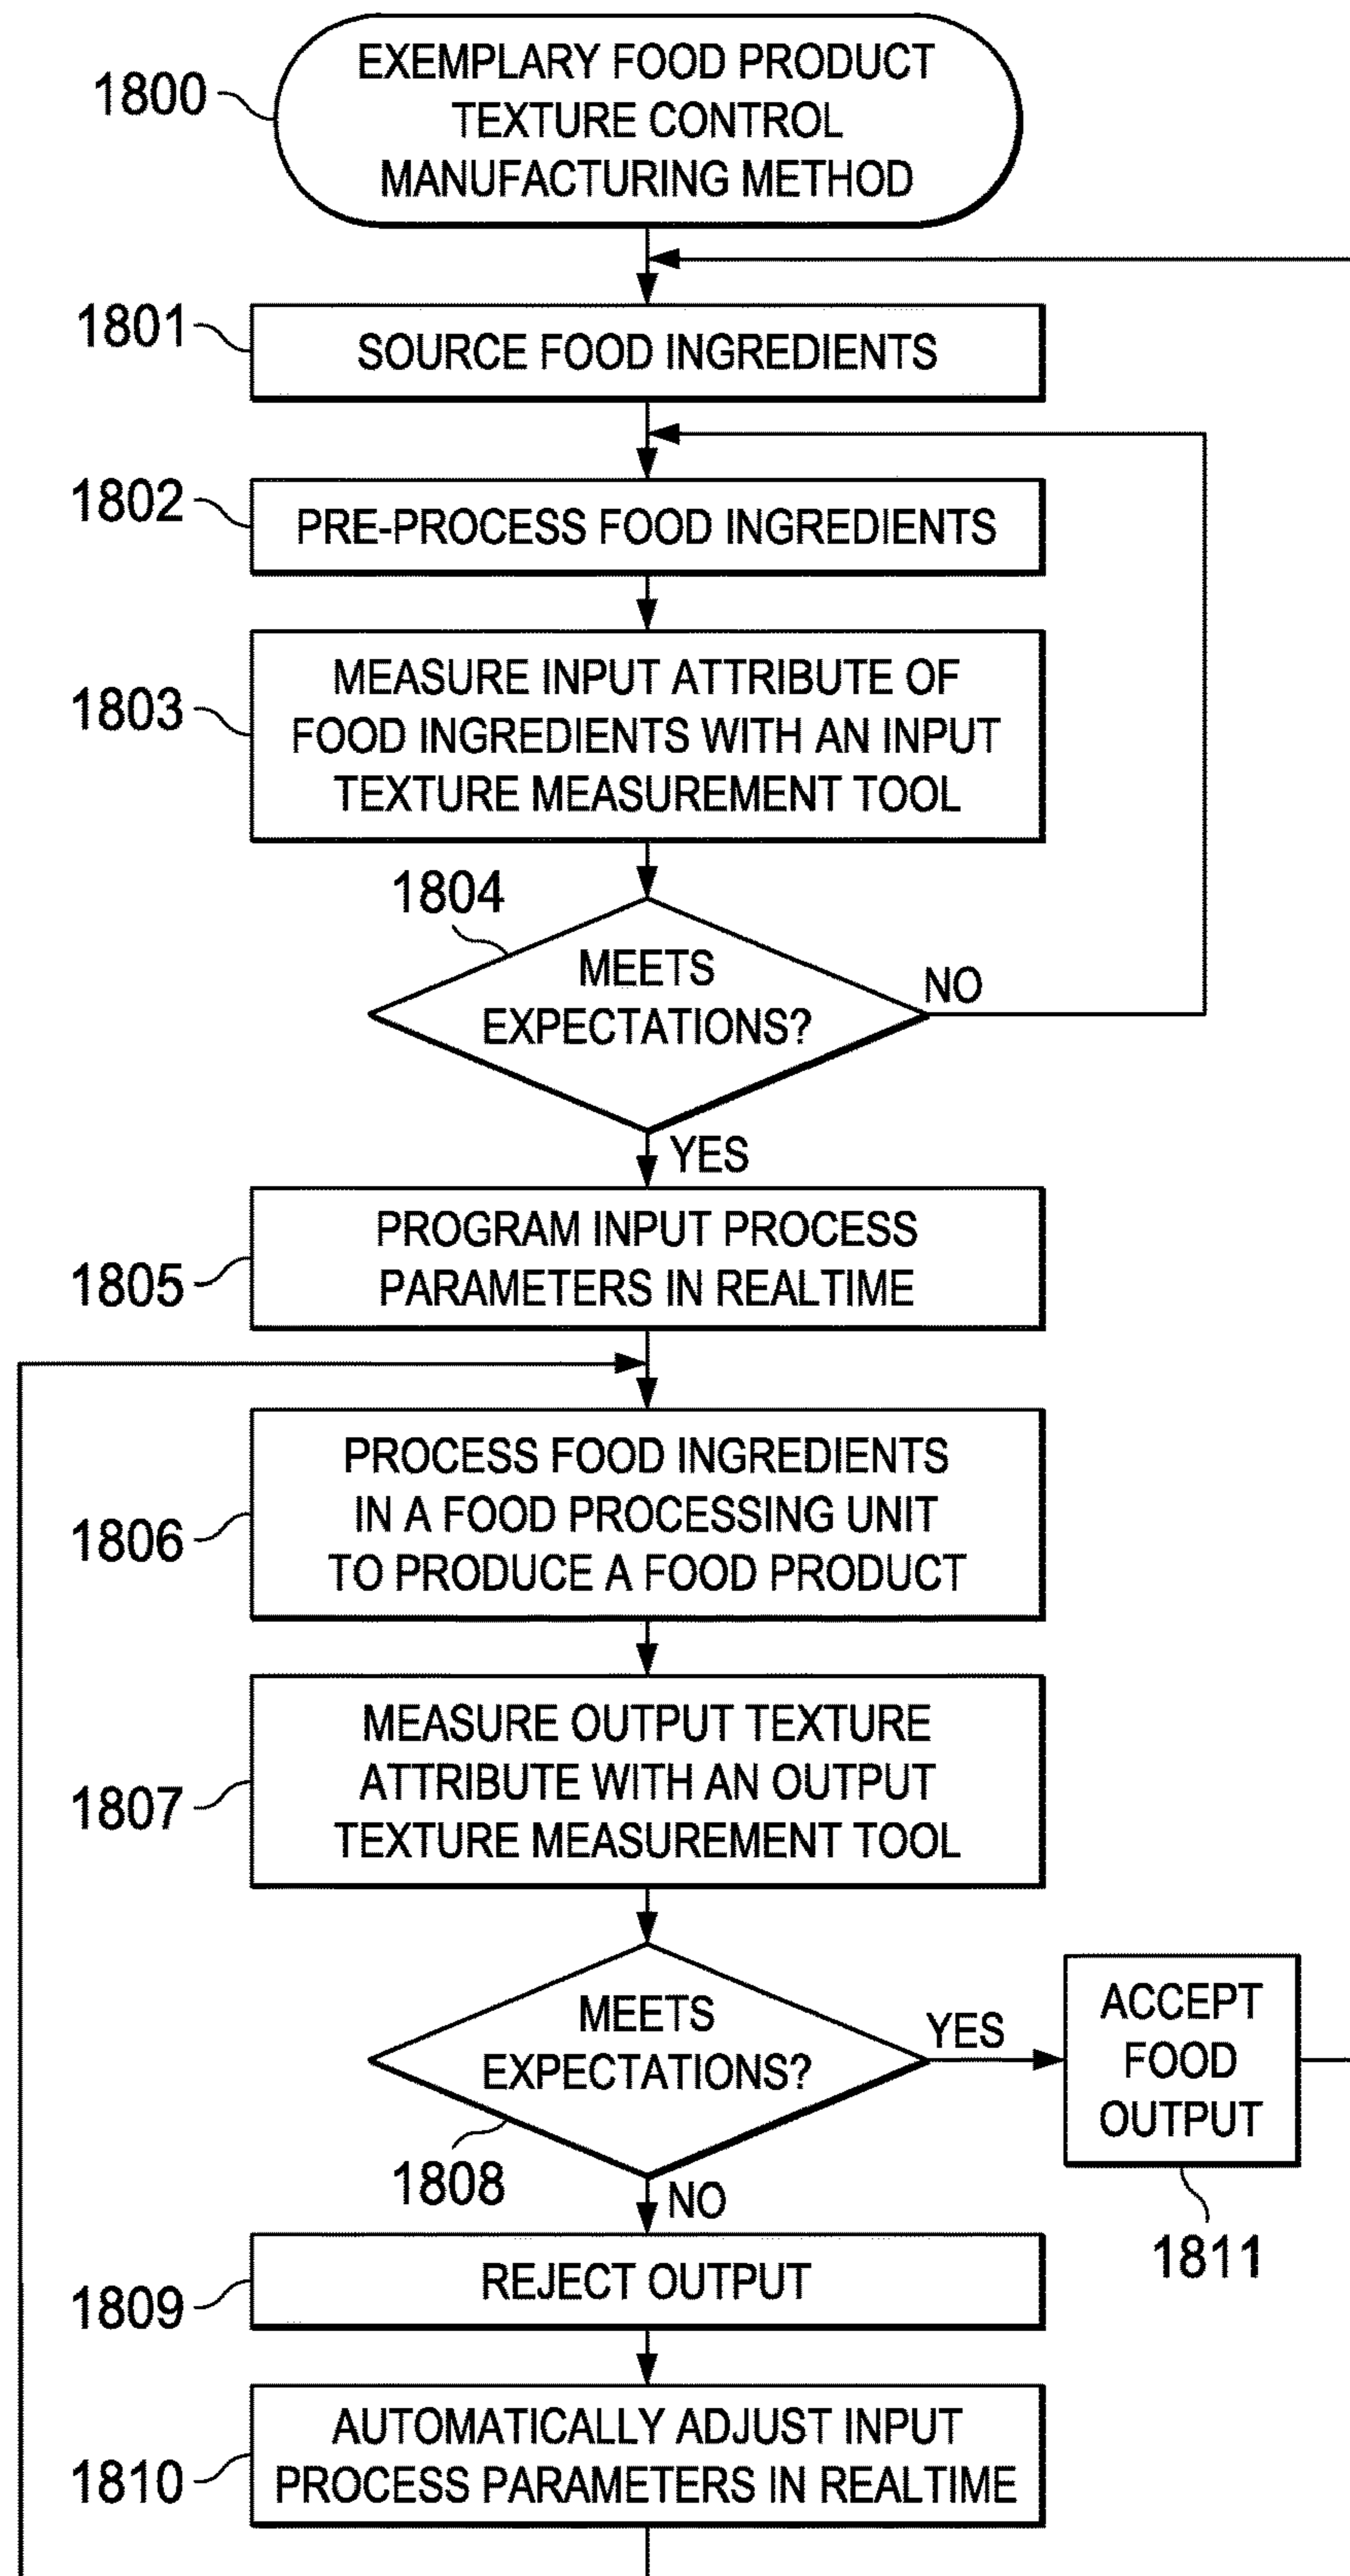 1800
EXEMPLARY FOOD PRODUCT
TEXTURE CONTROL
MANUFACTURING METHOD
1801
SOURCE FOOD INGREDIENTS
1802
PRE-PROCESS FOOD INGREDIENTS
1803
MEASURE INPUT ATTRIBUTE OF
FOOD INGREDIENTS WITH AN INPUT
TEXTURE MEASUREMENT TOOL
1804
MEETS
EXPECTATIONS?
NO
YES
1805
PROGRAM INPUT PROCESS
PARAMETERS IN REALTIME
1806
PROCESS FOOD INGREDIENTS
IN A FOOD PROCESSING UNIT
TO PRODUCE A FOOD PRODUCT
1807
MEASURE OUTPUT TEXTURE
ATTRIBUTE WITH AN OUTPUT
TEXTURE MEASUREMENT TOOL
MEETS
EXPECTATIONS?
1808
YES
ACCEPT
FOOD
OUTPUT
1811
NO
1809
REJECT OUTPUT
1810
AUTOMATICALLY ADJUST INPUT
PROCESS PARAMETERS IN REALTIME